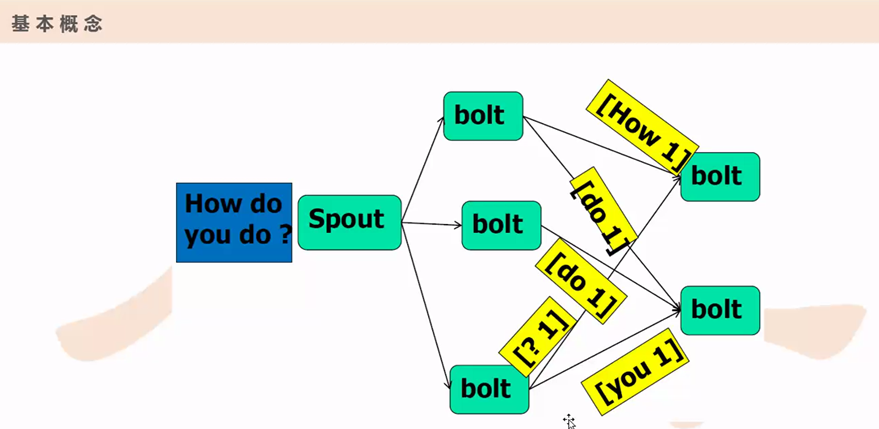 基本概念
How do
you do ?
Spout
bolt
bolt
bolt
[How 1]
[do 1]
[do 1]
[? 1]
[you 1]
bolt
bolt